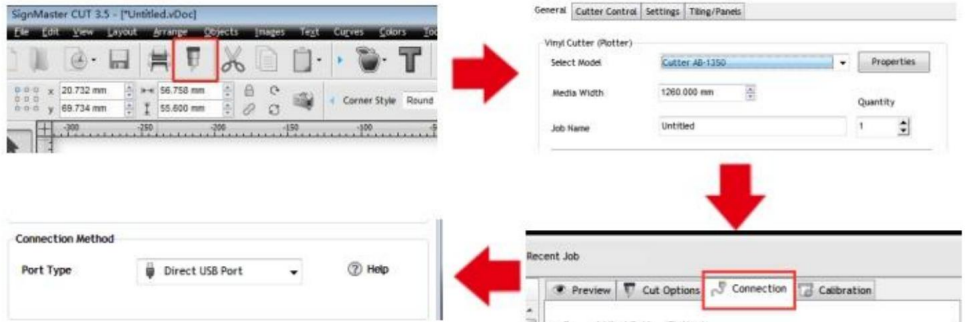 SignMaster CUT 3.5 - [*Untitled.vDoc]
File Edit View Layout Arrange Objects Images Text Curves Colors
x 20.732 mm 56.758 mm
y 69.734 mm 55.600 mm
Corner Style Round
-300 -250 -200 -150 -100
General Cutter Control Settings Tiling/Panels
Vinyl Cutter (Plotter)
Select Model Cutter AB-1350 Properties
Media Width 1260.000 mm
Quantity
Job Name Untitled 1
Recent Job
Preview Cut Options Connection Calibration
Connection Method
Port Type Direct USB Port Help